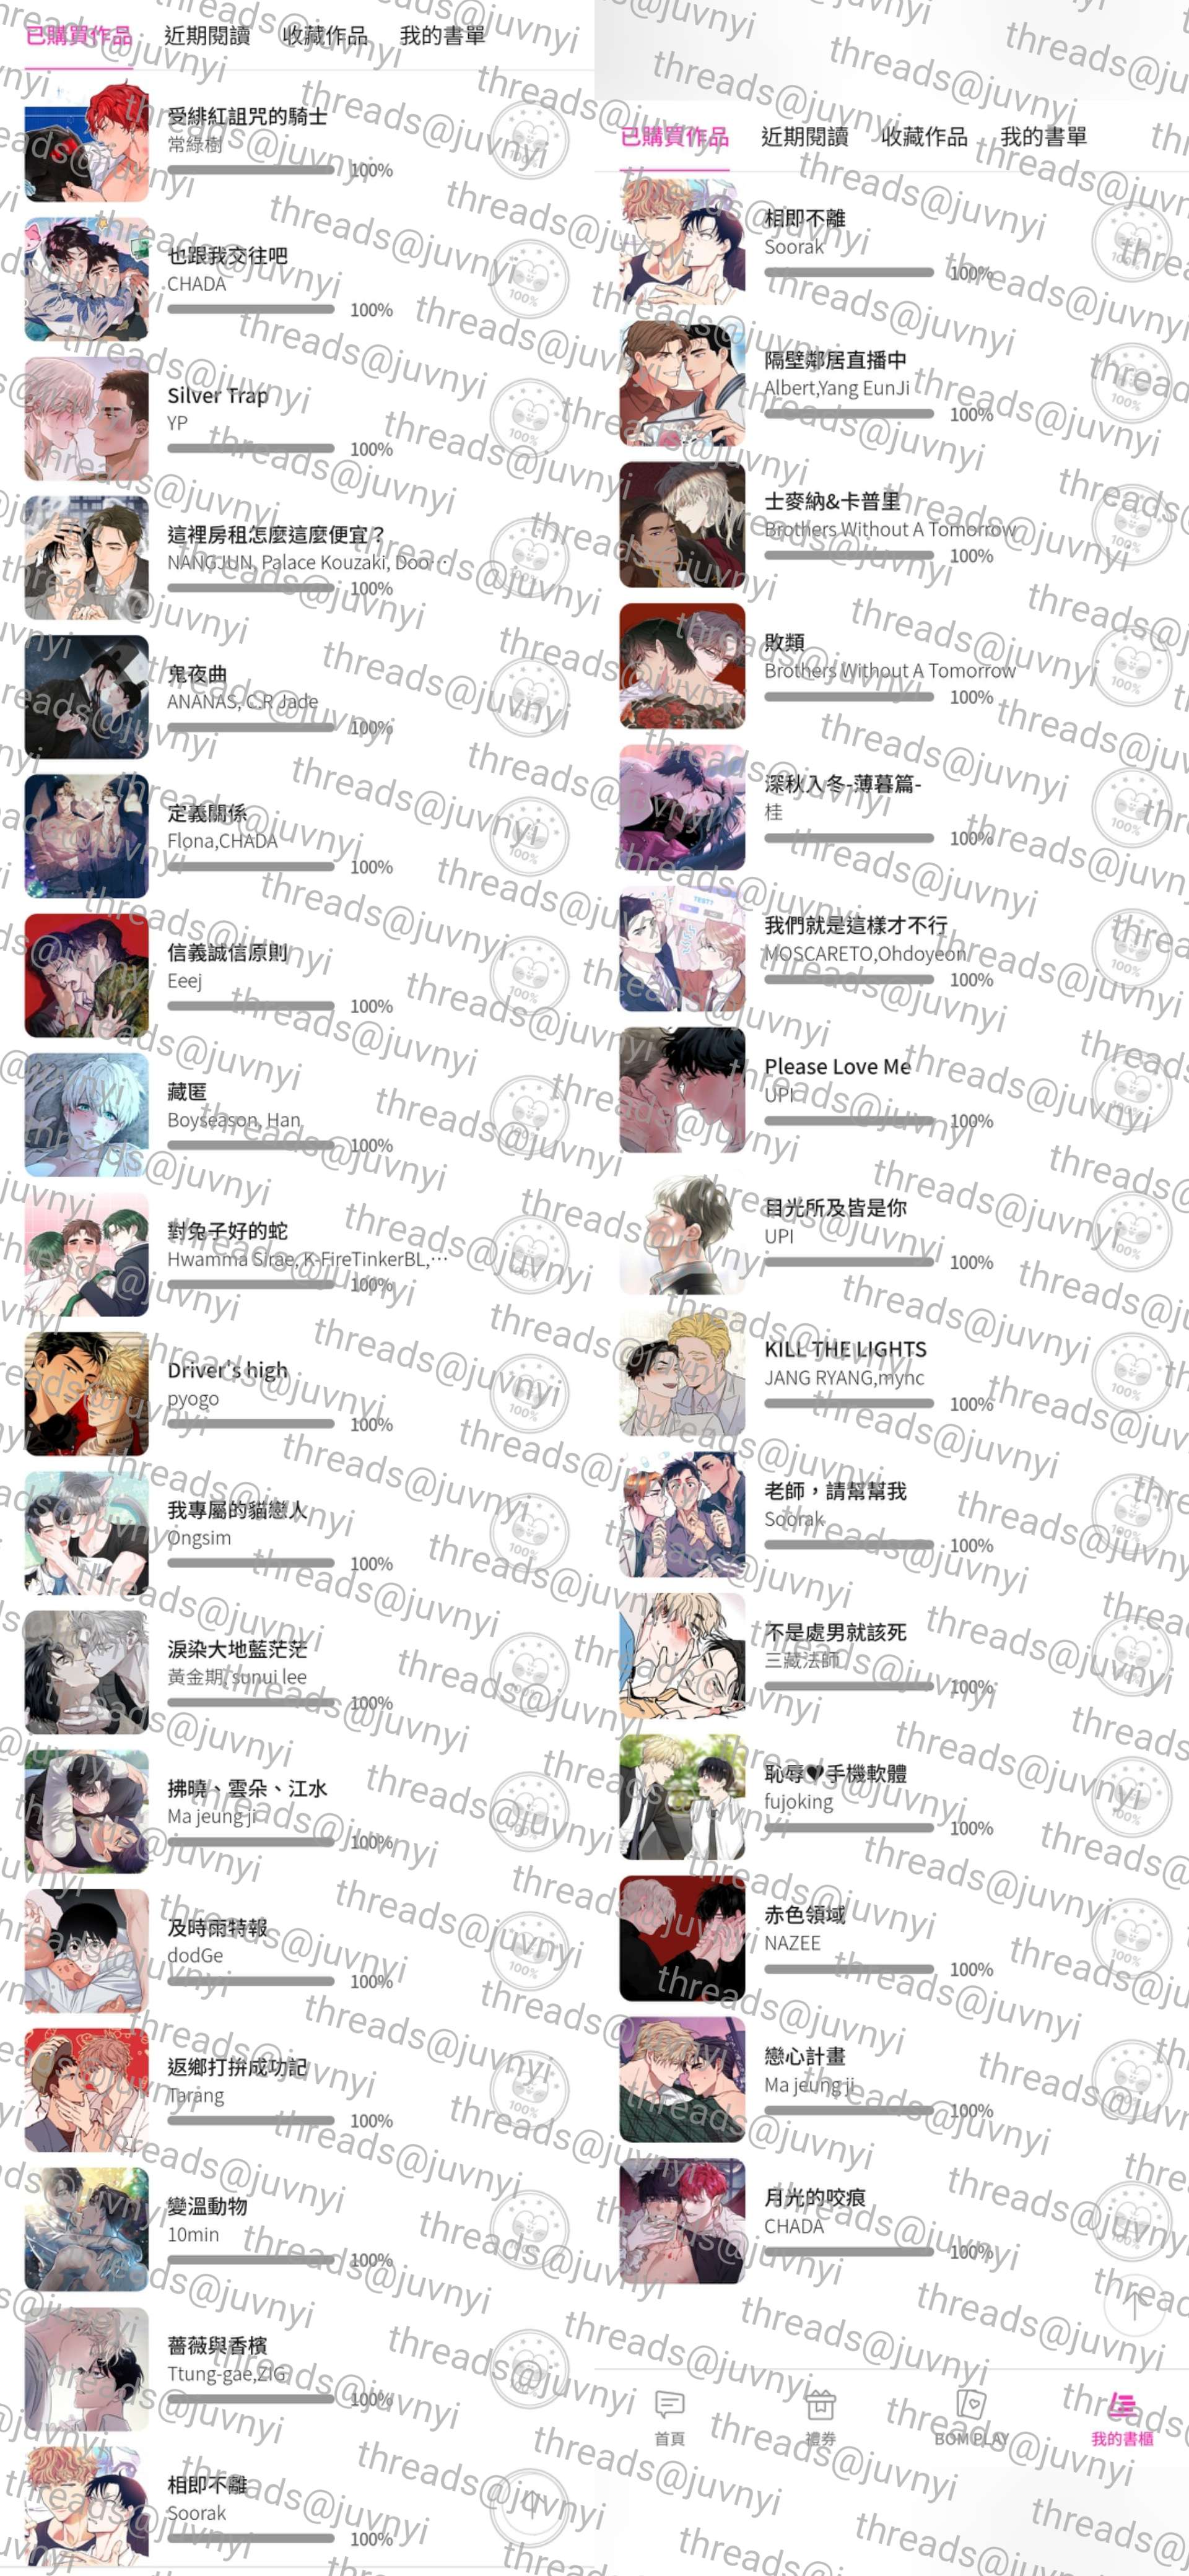 已購買作品 近期閱讀 收藏作品 我的書單
受緋紅詛咒的騎士
常綠樹
100%
也跟我交往吧
CHADA
100%
Silver Trap
YP
100%
這裡房租怎麼這麼便宜？
NANGJUN, Palace Kouzaki, Doo…
100%
鬼夜曲
ANANAS, C.R Jade
100%
定義關係
Flona,CHADA
100%
信義誠信原則
Eeej
100%
藏匿
Boyseason, Han
100%
對兔子好的蛇
Hwamma Sirae, K-FireTinkerBL,…
100%
Driver's high
pyogo
100%
我專屬的貓戀人
Ongsim
100%
淚染大地藍茫茫
黃金期, sunui lee
100%
拂曉、雲朵、江水
Ma jeung ji
100%
及時雨特報
dodGe
100%
返鄉打拚成功記
Tarang
100%
變溫動物
10min
100%
薔薇與香檳
Ttung-gae,ZIG
100%
相即不離
Soorak
100%
已購買作品 近期閱讀 收藏作品 我的書單
相即不離
Soorak
100%
隔壁鄰居直播中
Albert,Yang EunJi
100%
士麥納&卡普里
Brothers Without A Tomorrow
100%
敗類
Brothers Without A Tomorrow
100%
深秋入冬-薄暮篇-
桂
100%
我們就是這樣才不行
MOSCARETO,Ohdoyeon
100%
Please Love Me
UPI
100%
目光所及皆是你
UPI
100%
KILL THE LIGHTS
JANG RYANG,mync
100%
老師，請幫幫我
Soorak
100%
不是處男就該死
三藏法師
100%
恥辱♥手機軟體
fujoking
100%
赤色領域
NAZEE
100%
戀心計畫
Ma jeung ji
100%
月光的咬痕
CHADA
100%
首頁 禮券 BOM PLAY 我的書櫃
threads@juvnyi